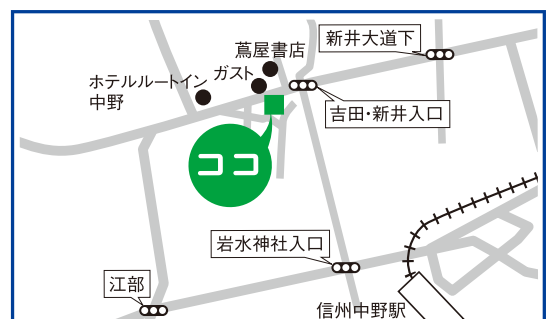 新井大道下
蔦屋書店
ガスト
ホテルルートイン
中野
吉田・新井入口
ココ
岩水神社入口
江部
信州中野駅